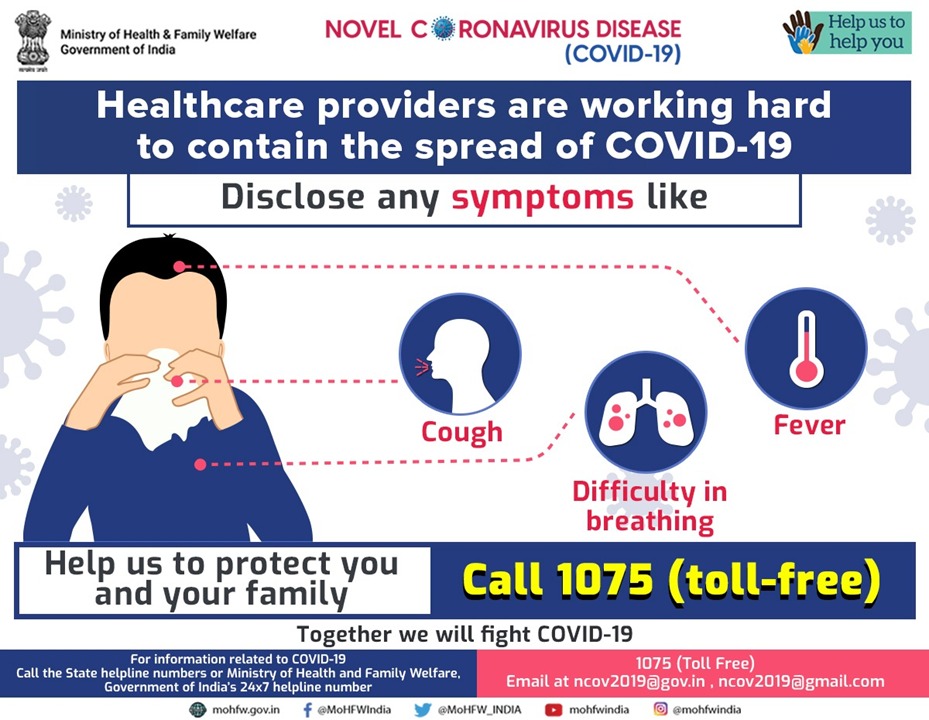 Ministry of Health & Family Welfare
Government of India
NOVEL CORONAVIRUS DISEASE
(COVID-19)
Help us to
help you
Healthcare providers are working hard
to contain the spread of COVID-19
Disclose any symptoms like
Cough
Difficulty in
breathing
Fever
Help us to protect you
and your family
Call 1075 (toll-free)
Together we will fight COVID-19
For information related to COVID-19
Call the State helpline numbers or Ministry of Health and Family Welfare,
Government of India's 24x7 helpline number
1075 (Toll Free)
Email at ncov2019@gov.in , ncov2019@gmail.com
mohfw.gov.in
@MoHFWIndia
@MoHFW_INDIA
mohfwindia
@mohfwindia